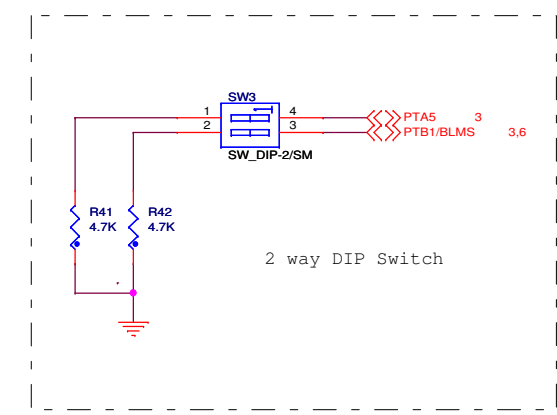 SW3
1 4 PTA5 3
2 3 PTB1/BLMS 3,6
SW_DIP-2/SM
R41 R42
4.7K 4.7K
2 way DIP Switch